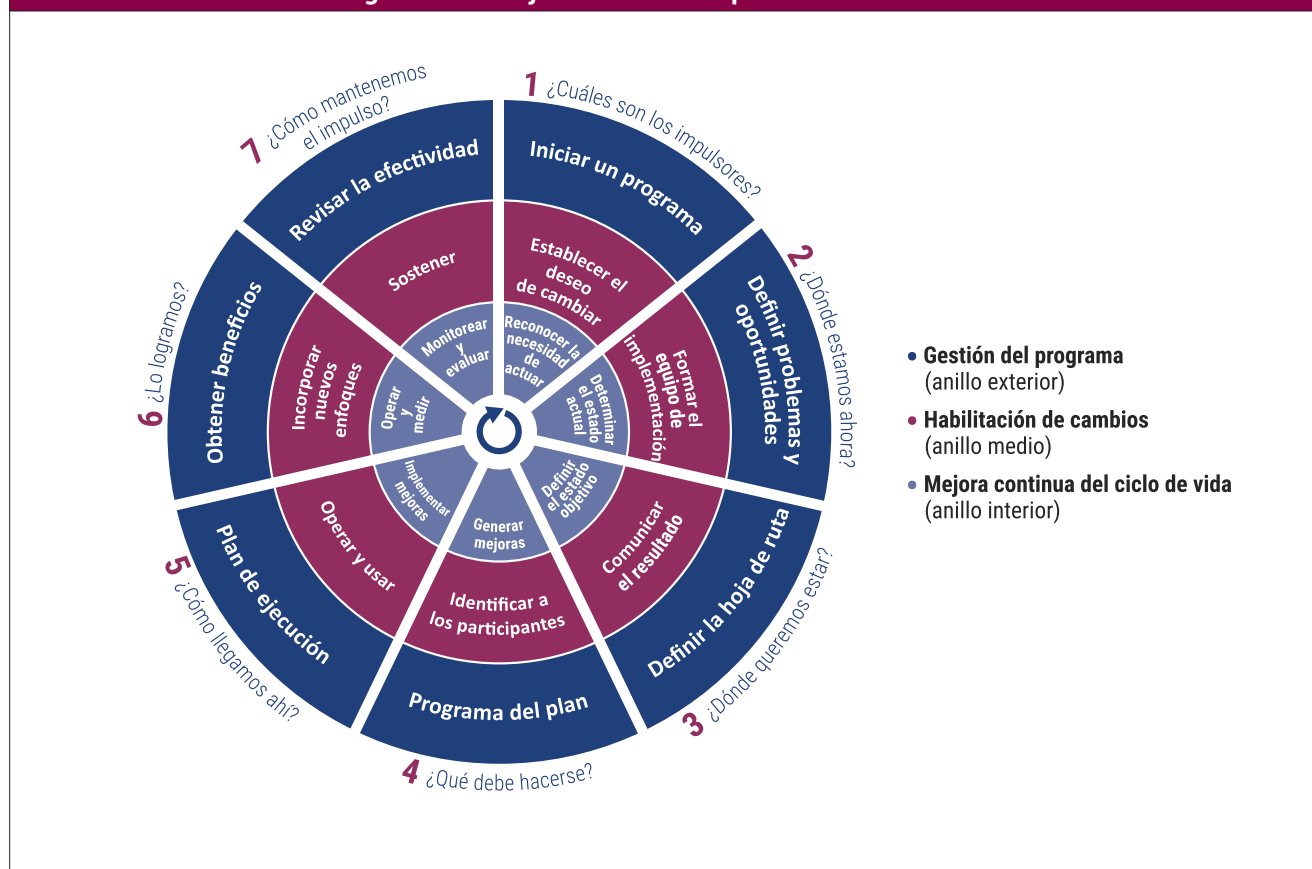 1 ¿Cuáles son los impulsores?
Iniciar un programa
Establecer el
deseo
de cambiar
Reconocer la
necesidad
de
actuar
2 ¿Dónde estamos ahora?
Definir problemas y
oportunidades
Formar el
equipo de
implementación
Determinar
el estado
actual
3 ¿Dónde queremos estar?
Definir la hoja de ruta
Comunicar
el resultado
Definir
el estado
objetivo
4 ¿Qué debe hacerse?
Programa del plan
Identificar a
los participantes
Generar
mejoras
5 ¿Cómo llegamos ahí?
Plan de ejecución
Operar y usar
Implementar
mejoras
6 ¿Lo logramos?
Obtener beneficios
Incorporar
nuevos
enfoques
Operar
y
medir
7 ¿Cómo mantenemos
el impulso?
Revisar la efectividad
Sostener
Monitorear
y
evaluar
• Gestión del programa
(anillo exterior)
• Habilitación de cambios
(anillo medio)
• Mejora continua del ciclo de vida
(anillo interior)